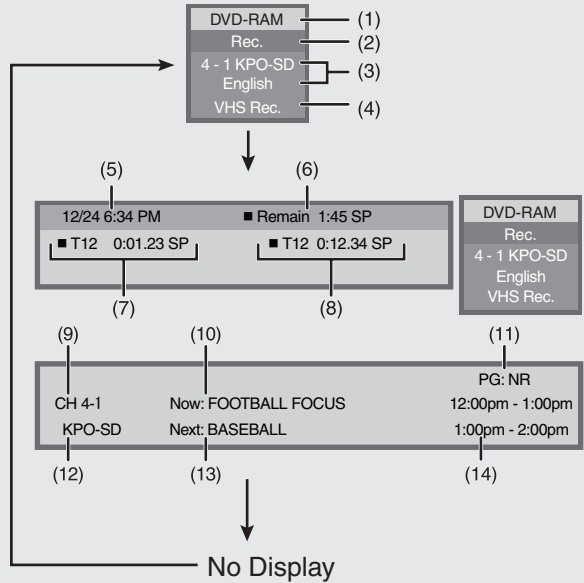 DVD-RAM (1)
Rec. (2)
4 - 1 KPO-SD (3)
English
VHS Rec. (4)
(5) (6)
12/24 6:34 PM ■ Remain 1:45 SP
■ T12 0:01.23 SP ■ T12 0:12.34 SP
(7) (8)
DVD-RAM
Rec.
4 - 1 KPO-SD
English
VHS Rec.
(9) (10) (11)
PG: NR
CH 4-1 Now: FOOTBALL FOCUS 12:00pm - 1:00pm
KPO-SD Next: BASEBALL 1:00pm - 2:00pm
(12) (13) (14)
No Display